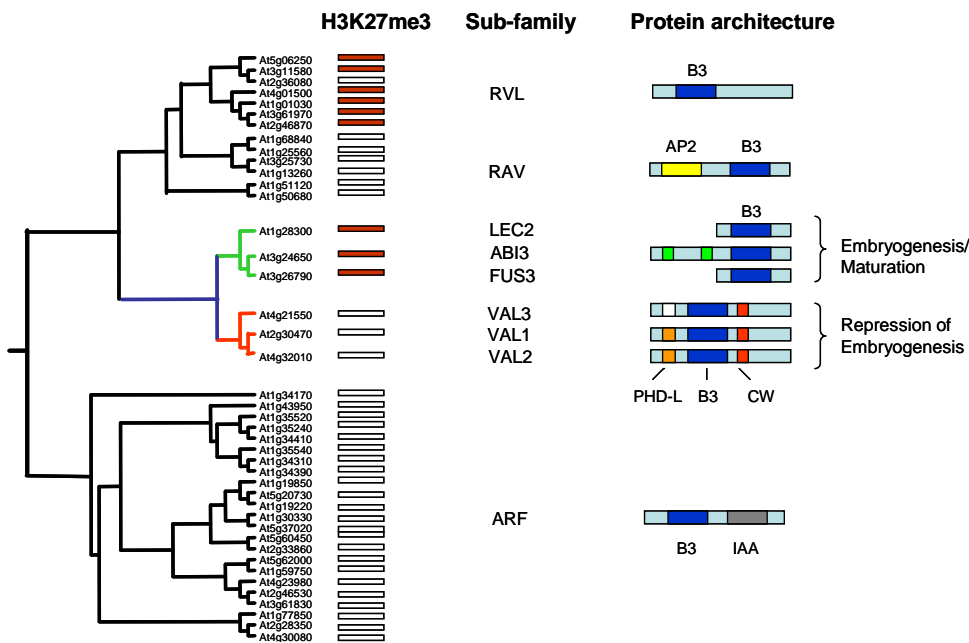 H3K27me3 Sub-family Protein architecture
At5g06250
At3g11580
At2g36080
At4g01500
At1g01030
At3g61970
At2g46870
RVL
B3
At1g68840
At1g25560
At3g25730
At1g13260
At1g51120
At1g50680
RAV
AP2 B3
At1g28300
At3g24650
At3g26790
LEC2
ABI3
FUS3
B3
Embryogenesis/
Maturation
At4g21550
At2g30470
At4g32010
VAL3
VAL1
VAL2
Repression of
Embryogenesis
PHD-L B3 CW
At1g34170
At1g43950
At1g35520
At1g35240
At1g34410
At1g35540
At1g34310
At1g34390
At1g19850
At5g20730
At1g19220
At1g30330
At5g37020
At5g60450
At2g33860
At5g62000
At1g59750
At4g23980
At2g46530
At3g61830
At1g77850
At2g28350
At4g30080
ARF
B3 IAA